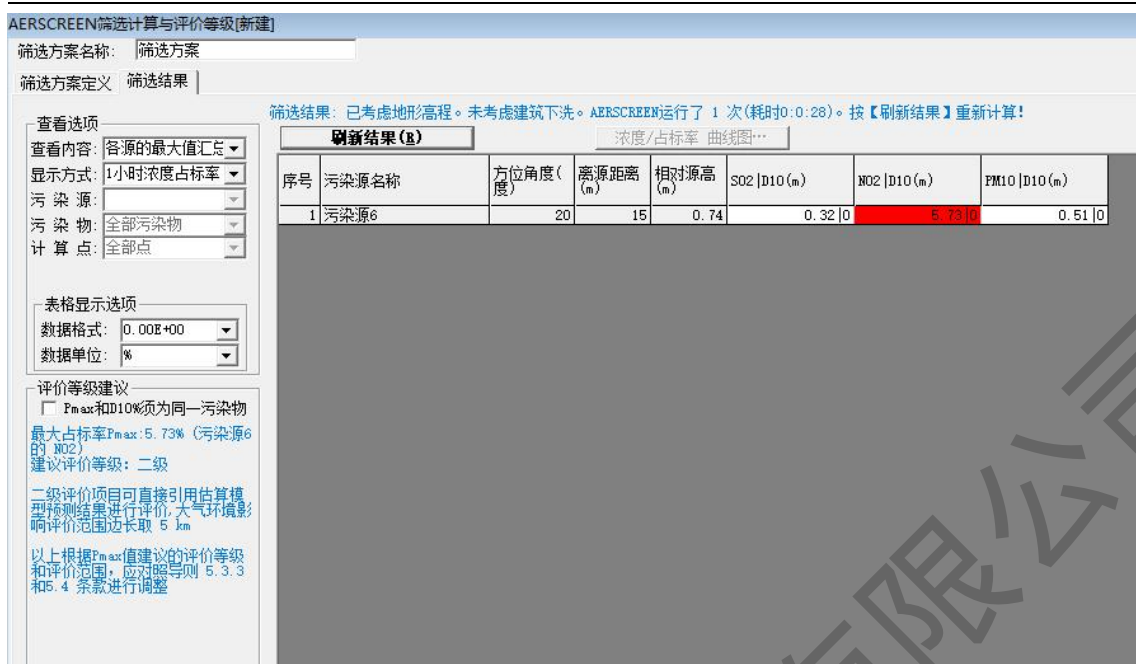 AERSCREEN筛选计算与评价等级[新建]
筛选方案名称: 筛选方案
筛选方案定义 筛选结果
筛选结果: 已考虑地形高程。未考虑建筑下洗。AERSCREEN运行了 1 次(耗时0:0:28)。按【刷新结果】重新计算!
刷新结果(R) 浓度/占标率 曲线图…
查看选项
查看内容: 各源的最大值汇总
显示方式: 1小时浓度占标率
污 染 源:
污 染 物: 全部污染物
计 算 点: 全部点
表格显示选项
数据格式: 0.00E+00
数据单位: %
评价等级建议
Pmax和D10%须为同一污染物
最大占标率Pmax:5.73% (污染源6
的 NO2)
建议评价等级: 二级
二级评价项目可直接引用估算模
型预测结果进行评价,大气环境影
响评价范围边长取 5 km
以上根据Pmax值建议的评价等级
和评价范围,应对照导则 5.3.3
和5.4 条款进行调整
序号 污染源名称 方位角度(度) 离源距离(m) 相对源高(m) SO2|D10(m) NO2|D10(m) PM10|D10(m)
1 污染源6 20 15 0.74 0.32|0 5.73|0 0.51|0
有限公司